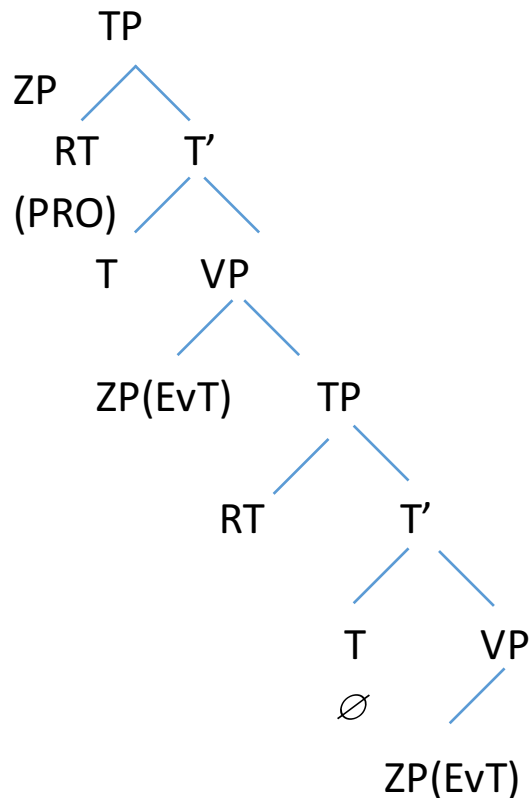 TP
ZP
RT T’
(PRO)
T VP
ZP(EvT) TP
RT T’
T VP
∅
ZP(EvT)